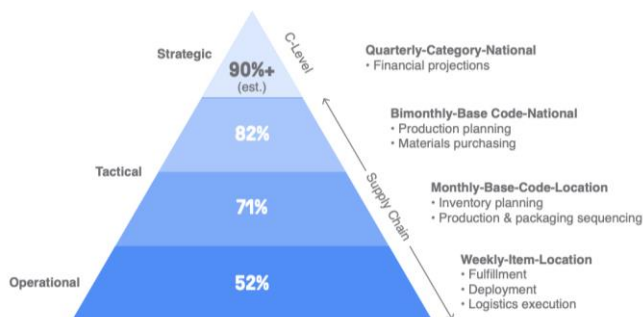 Strategic
90%+
(est.)
C-Level
Quarterly-Category-National
• Financial projections
82%
Bimonthly-Base Code-National
• Production planning
• Materials purchasing
Tactical
71%
Supply Chain
Monthly-Base-Code-Location
• Inventory planning
• Production & packaging sequencing
Operational
52%
Weekly-Item-Location
• Fulfillment
• Deployment
• Logistics execution